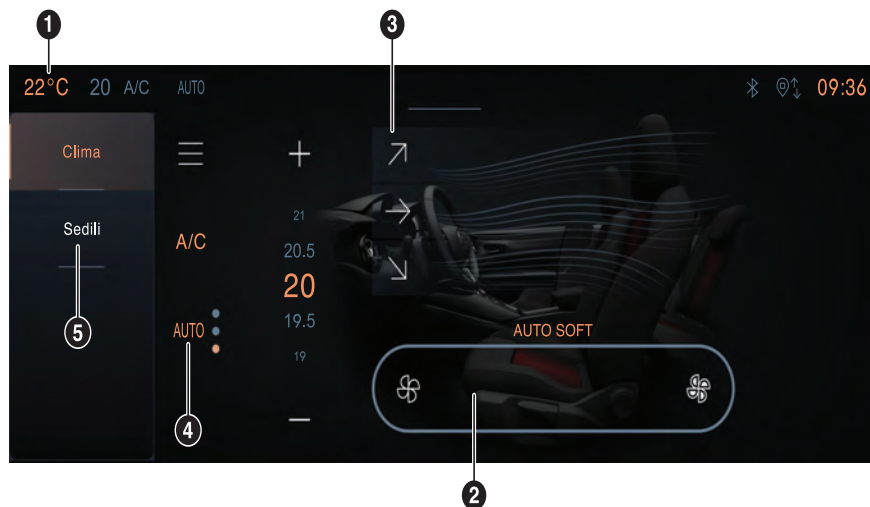 1
3
22°C 20 A/C AUTO 09:36
Clima
Sedili
5
A/C
AUTO
4
+
21
20.5
20
19.5
19
−
AUTO SOFT
2